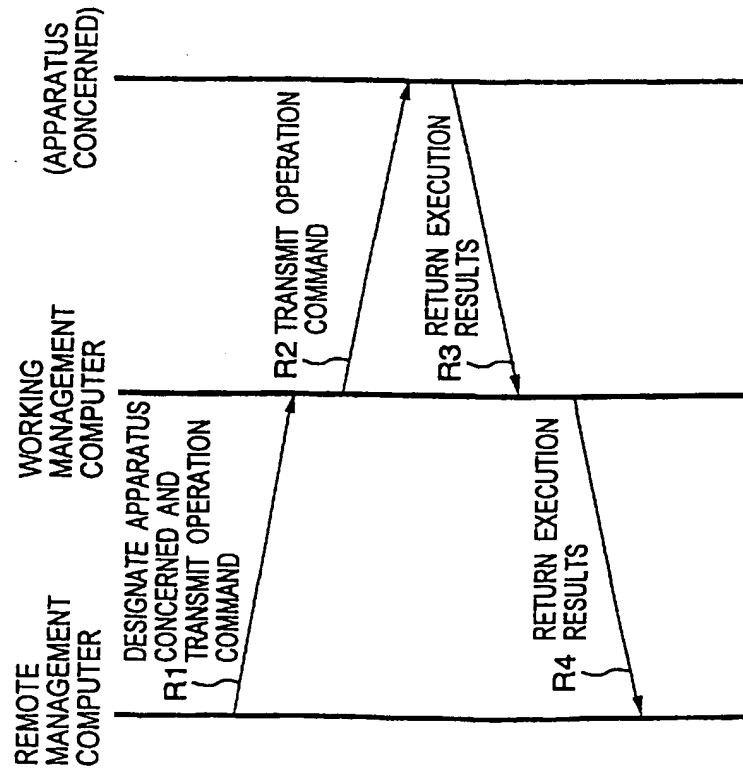 REMOTE
MANAGEMENT
COMPUTER
WORKING
MANAGEMENT
COMPUTER
(APPARATUS
CONCERNED)
DESIGNATE APPARATUS
CONCERNED AND
R1 TRANSMIT OPERATION
COMMAND
R2 TRANSMIT OPERATION
COMMAND
R3 RETURN EXECUTION
RESULTS
R4 RETURN EXECUTION
RESULTS